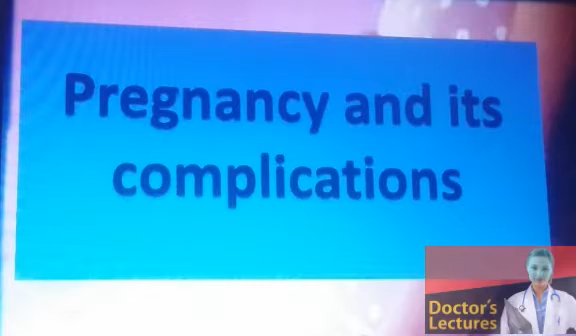 Pregnancy and its
complications
Doctor's
Lectures